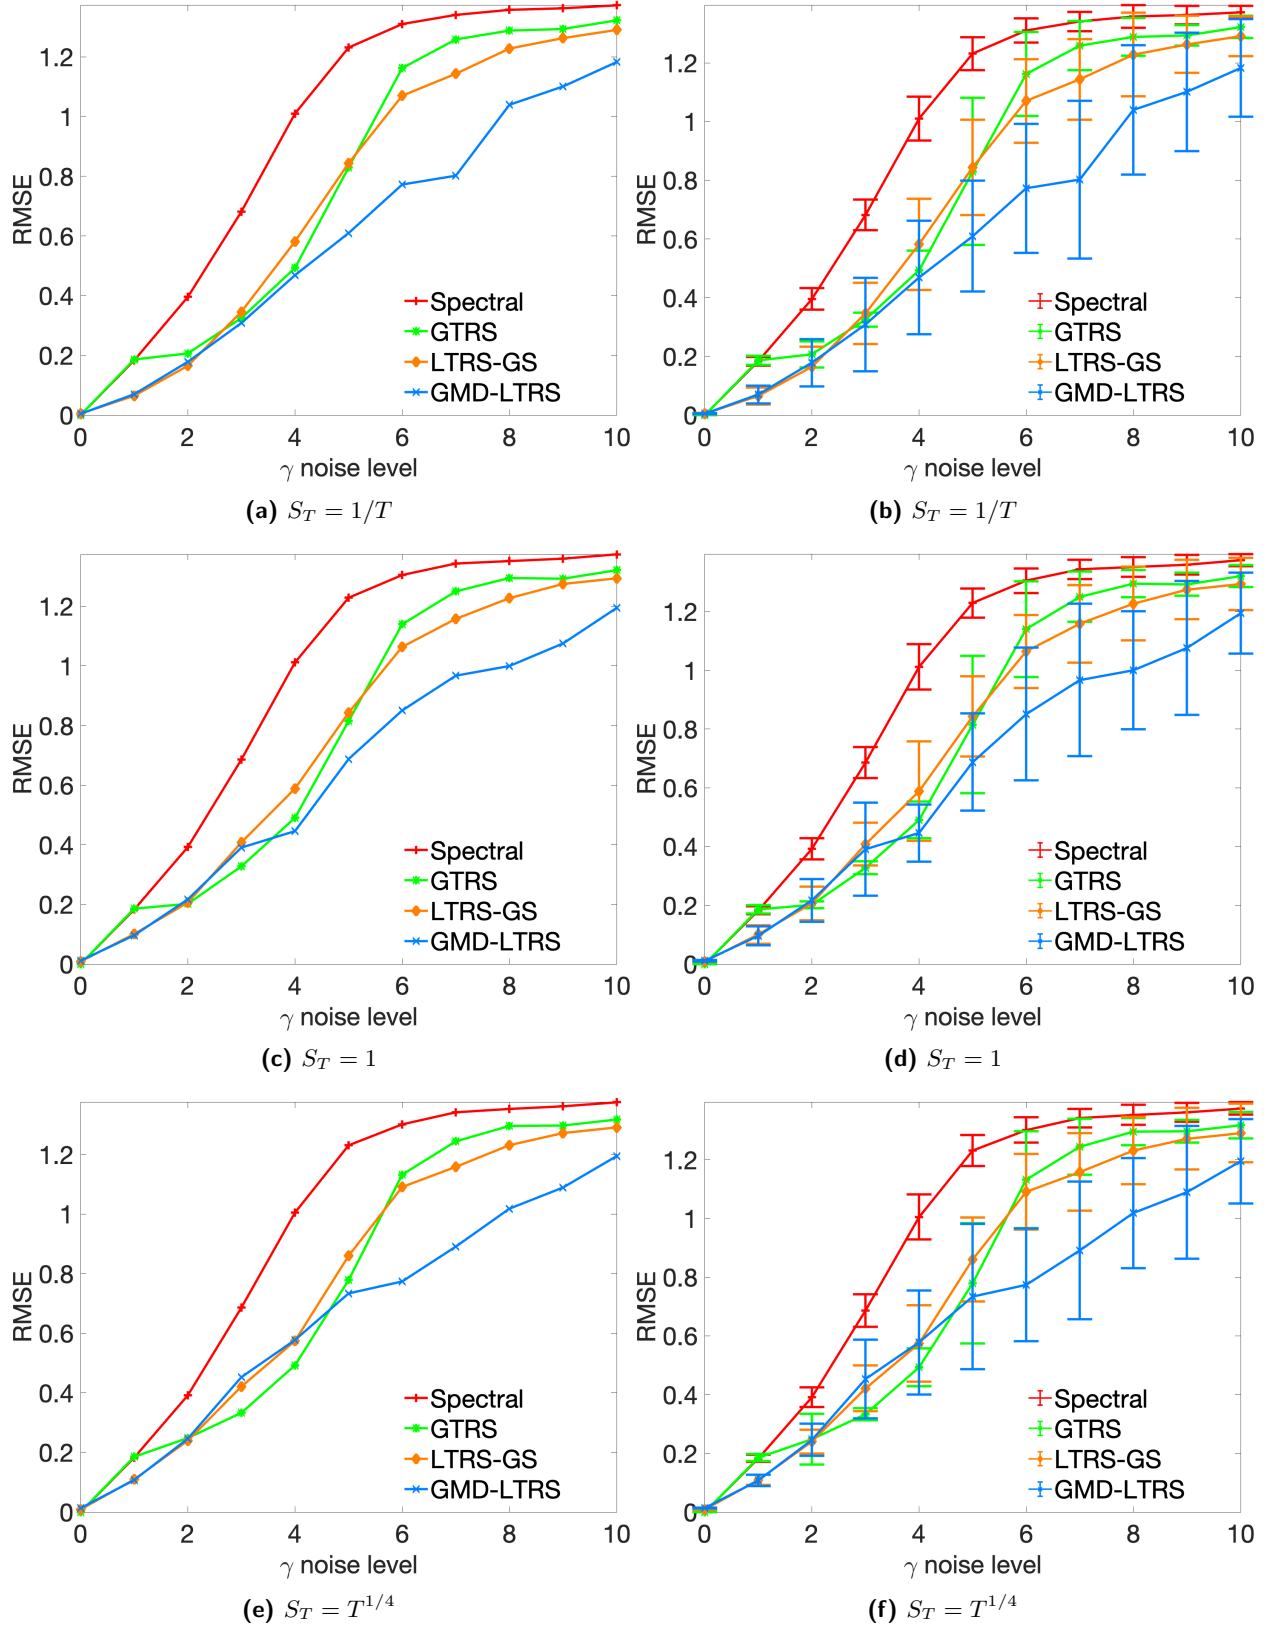 RMSE
1.2
1
0.8
0.6
0.4
0.2
0
Spectral
GTRS
LTRS-GS
GMD-LTRS
0 2 4 6 8 10
γ noise level
(a) S_T = 1/T
RMSE
1.2
1
0.8
0.6
0.4
0.2
0
Spectral
GTRS
LTRS-GS
GMD-LTRS
0 2 4 6 8 10
γ noise level
(b) S_T = 1/T
RMSE
1.2
1
0.8
0.6
0.4
0.2
0
Spectral
GTRS
LTRS-GS
GMD-LTRS
0 2 4 6 8 10
γ noise level
(c) S_T = 1
RMSE
1.2
1
0.8
0.6
0.4
0.2
0
Spectral
GTRS
LTRS-GS
GMD-LTRS
0 2 4 6 8 10
γ noise level
(d) S_T = 1
RMSE
1.2
1
0.8
0.6
0.4
0.2
0
Spectral
GTRS
LTRS-GS
GMD-LTRS
0 2 4 6 8 10
γ noise level
(e) S_T = T^{1/4}
RMSE
1.2
1
0.8
0.6
0.4
0.2
0
Spectral
GTRS
LTRS-GS
GMD-LTRS
0 2 4 6 8 10
γ noise level
(f) S_T = T^{1/4}